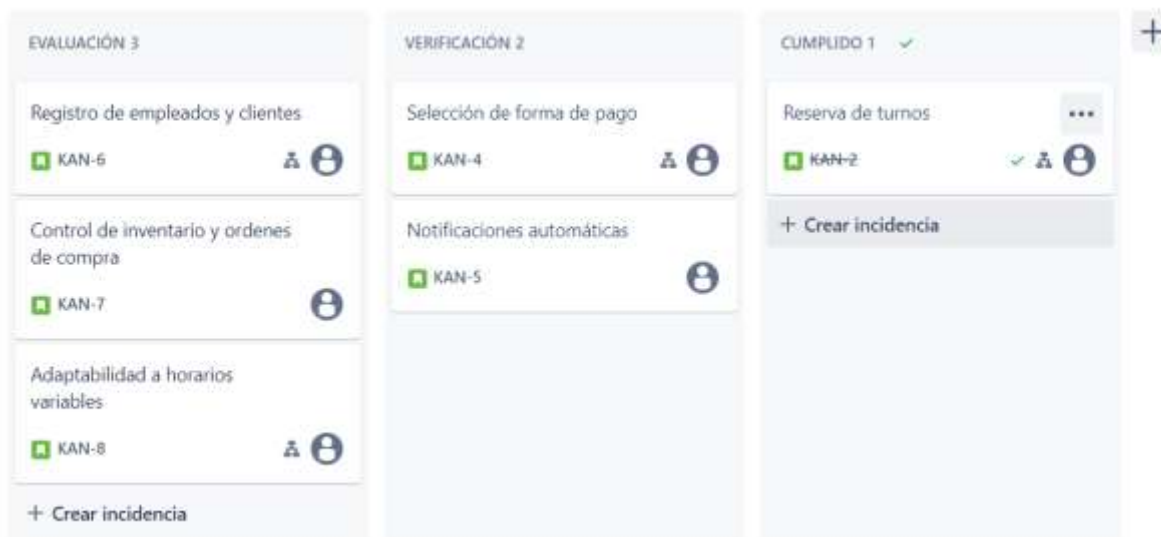 EVALUACIÓN 3
Registro de empleados y clientes
KAN-6
Control de inventario y ordenes
de compra
KAN-7
Adaptabilidad a horarios
variables
KAN-8
+ Crear incidencia
VERIFICACIÓN 2
Selección de forma de pago
KAN-4
Notificaciones automáticas
KAN-5
CUMPLIDO 1
Reserva de turnos
KAN-2
+ Crear incidencia